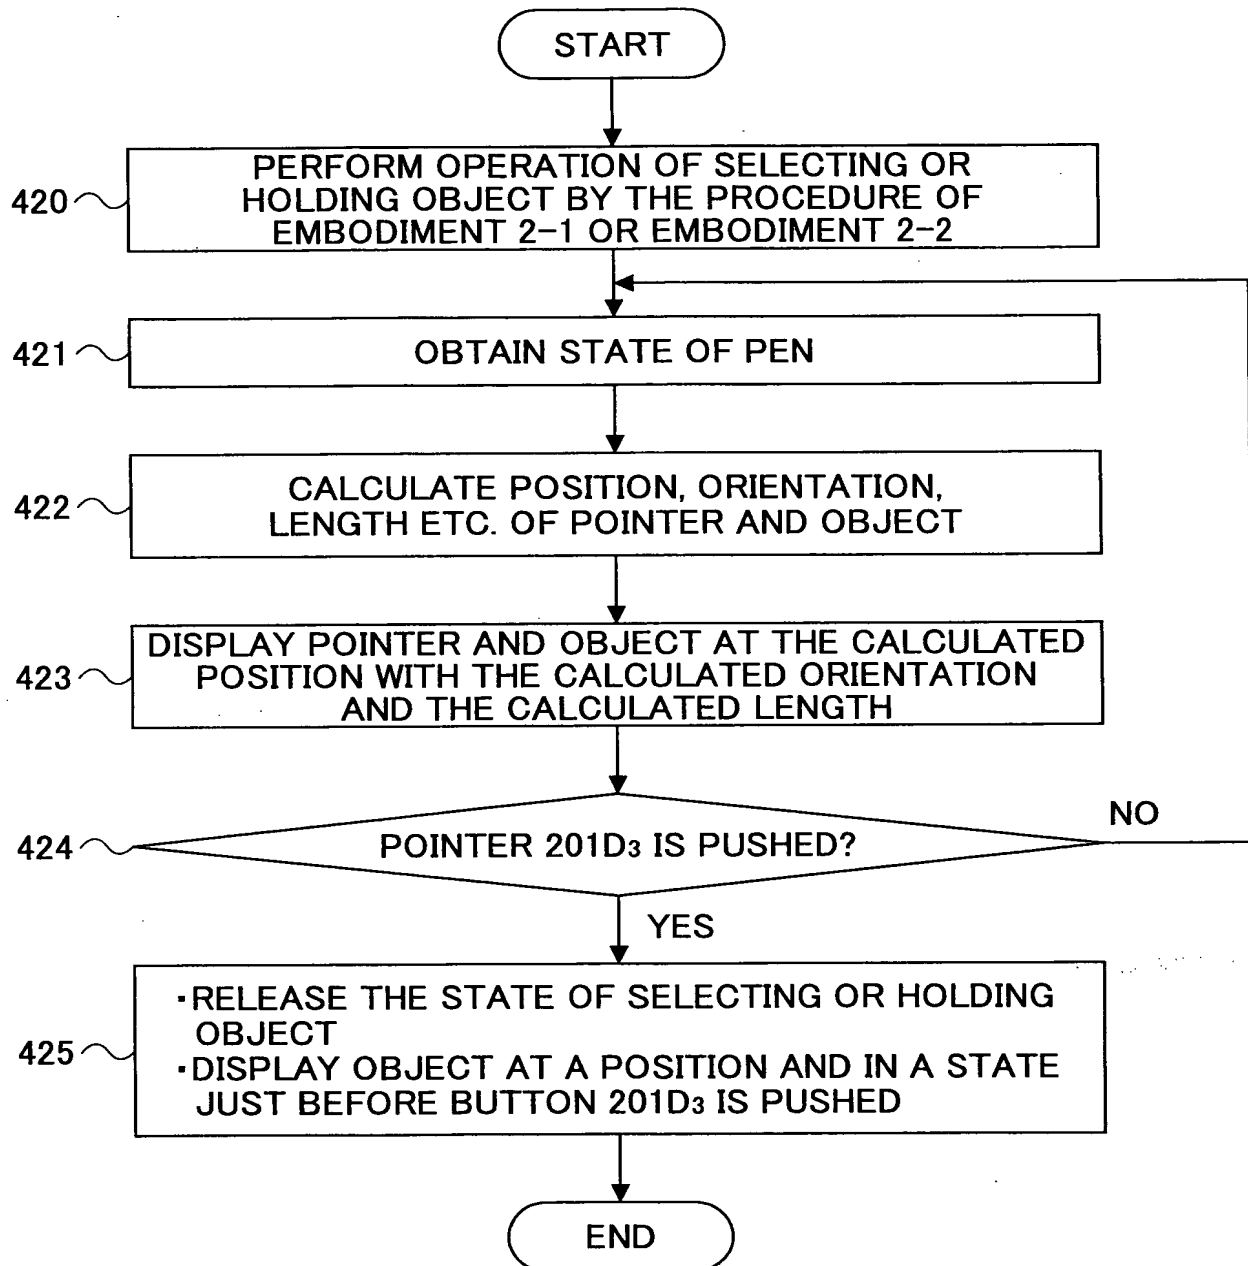 START
420
PERFORM OPERATION OF SELECTING OR
HOLDING OBJECT BY THE PROCEDURE OF
EMBODIMENT 2-1 OR EMBODIMENT 2-2
421
OBTAIN STATE OF PEN
422
CALCULATE POSITION, ORIENTATION,
LENGTH ETC. OF POINTER AND OBJECT
423
DISPLAY POINTER AND OBJECT AT THE CALCULATED
POSITION WITH THE CALCULATED ORIENTATION
AND THE CALCULATED LENGTH
424
POINTER 201D₃ IS PUSHED?
NO
YES
425
・RELEASE THE STATE OF SELECTING OR HOLDING
OBJECT
・DISPLAY OBJECT AT A POSITION AND IN A STATE
JUST BEFORE BUTTON 201D₃ IS PUSHED
END